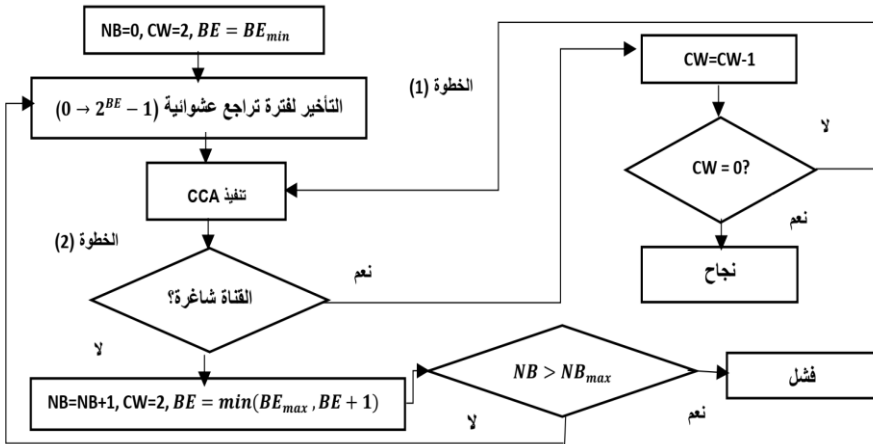 NB=0, CW=2, BE = BE_min
التأخير لفترة تراجع عشوائية (0 → 2^BE − 1)
الخطوة (1)
تنفيذ CCA
الخطوة (2)
القناة شاغرة؟
نعم
لا
NB=NB+1, CW=2, BE = min(BE_max , BE + 1)
NB > NB_max
لا
نعم
فشل
CW=CW-1
CW = 0?
لا
نعم
نجاح